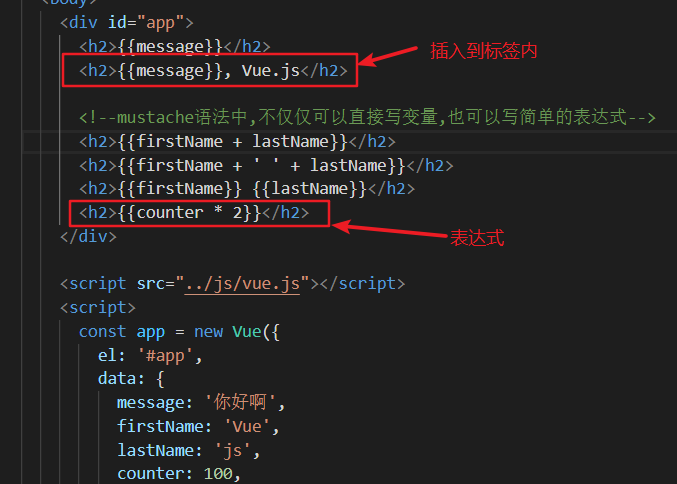 <body>
<div id="app">
<h2>{{message}}</h2>
<h2>{{message}}, Vue.js</h2>
插入到标签内
<!--mustache语法中,不仅仅可以直接写变量,也可以写简单的表达式-->
<h2>{{firstName + lastName}}</h2>
<h2>{{firstName + ' ' + lastName}}</h2>
<h2>{{firstName}} {{lastName}}</h2>
<h2>{{counter * 2}}</h2>
表达式
</div>
<script src="../js/vue.js"></script>
<script>
const app = new Vue({
el: '#app',
data: {
message: '你好啊',
firstName: 'Vue',
lastName: 'js',
counter: 100,